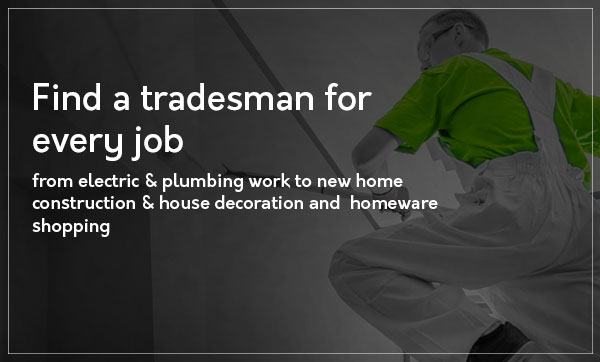 Find a tradesman for
every job
from electric & plumbing work to new home
construction & house decoration and  homeware
shopping